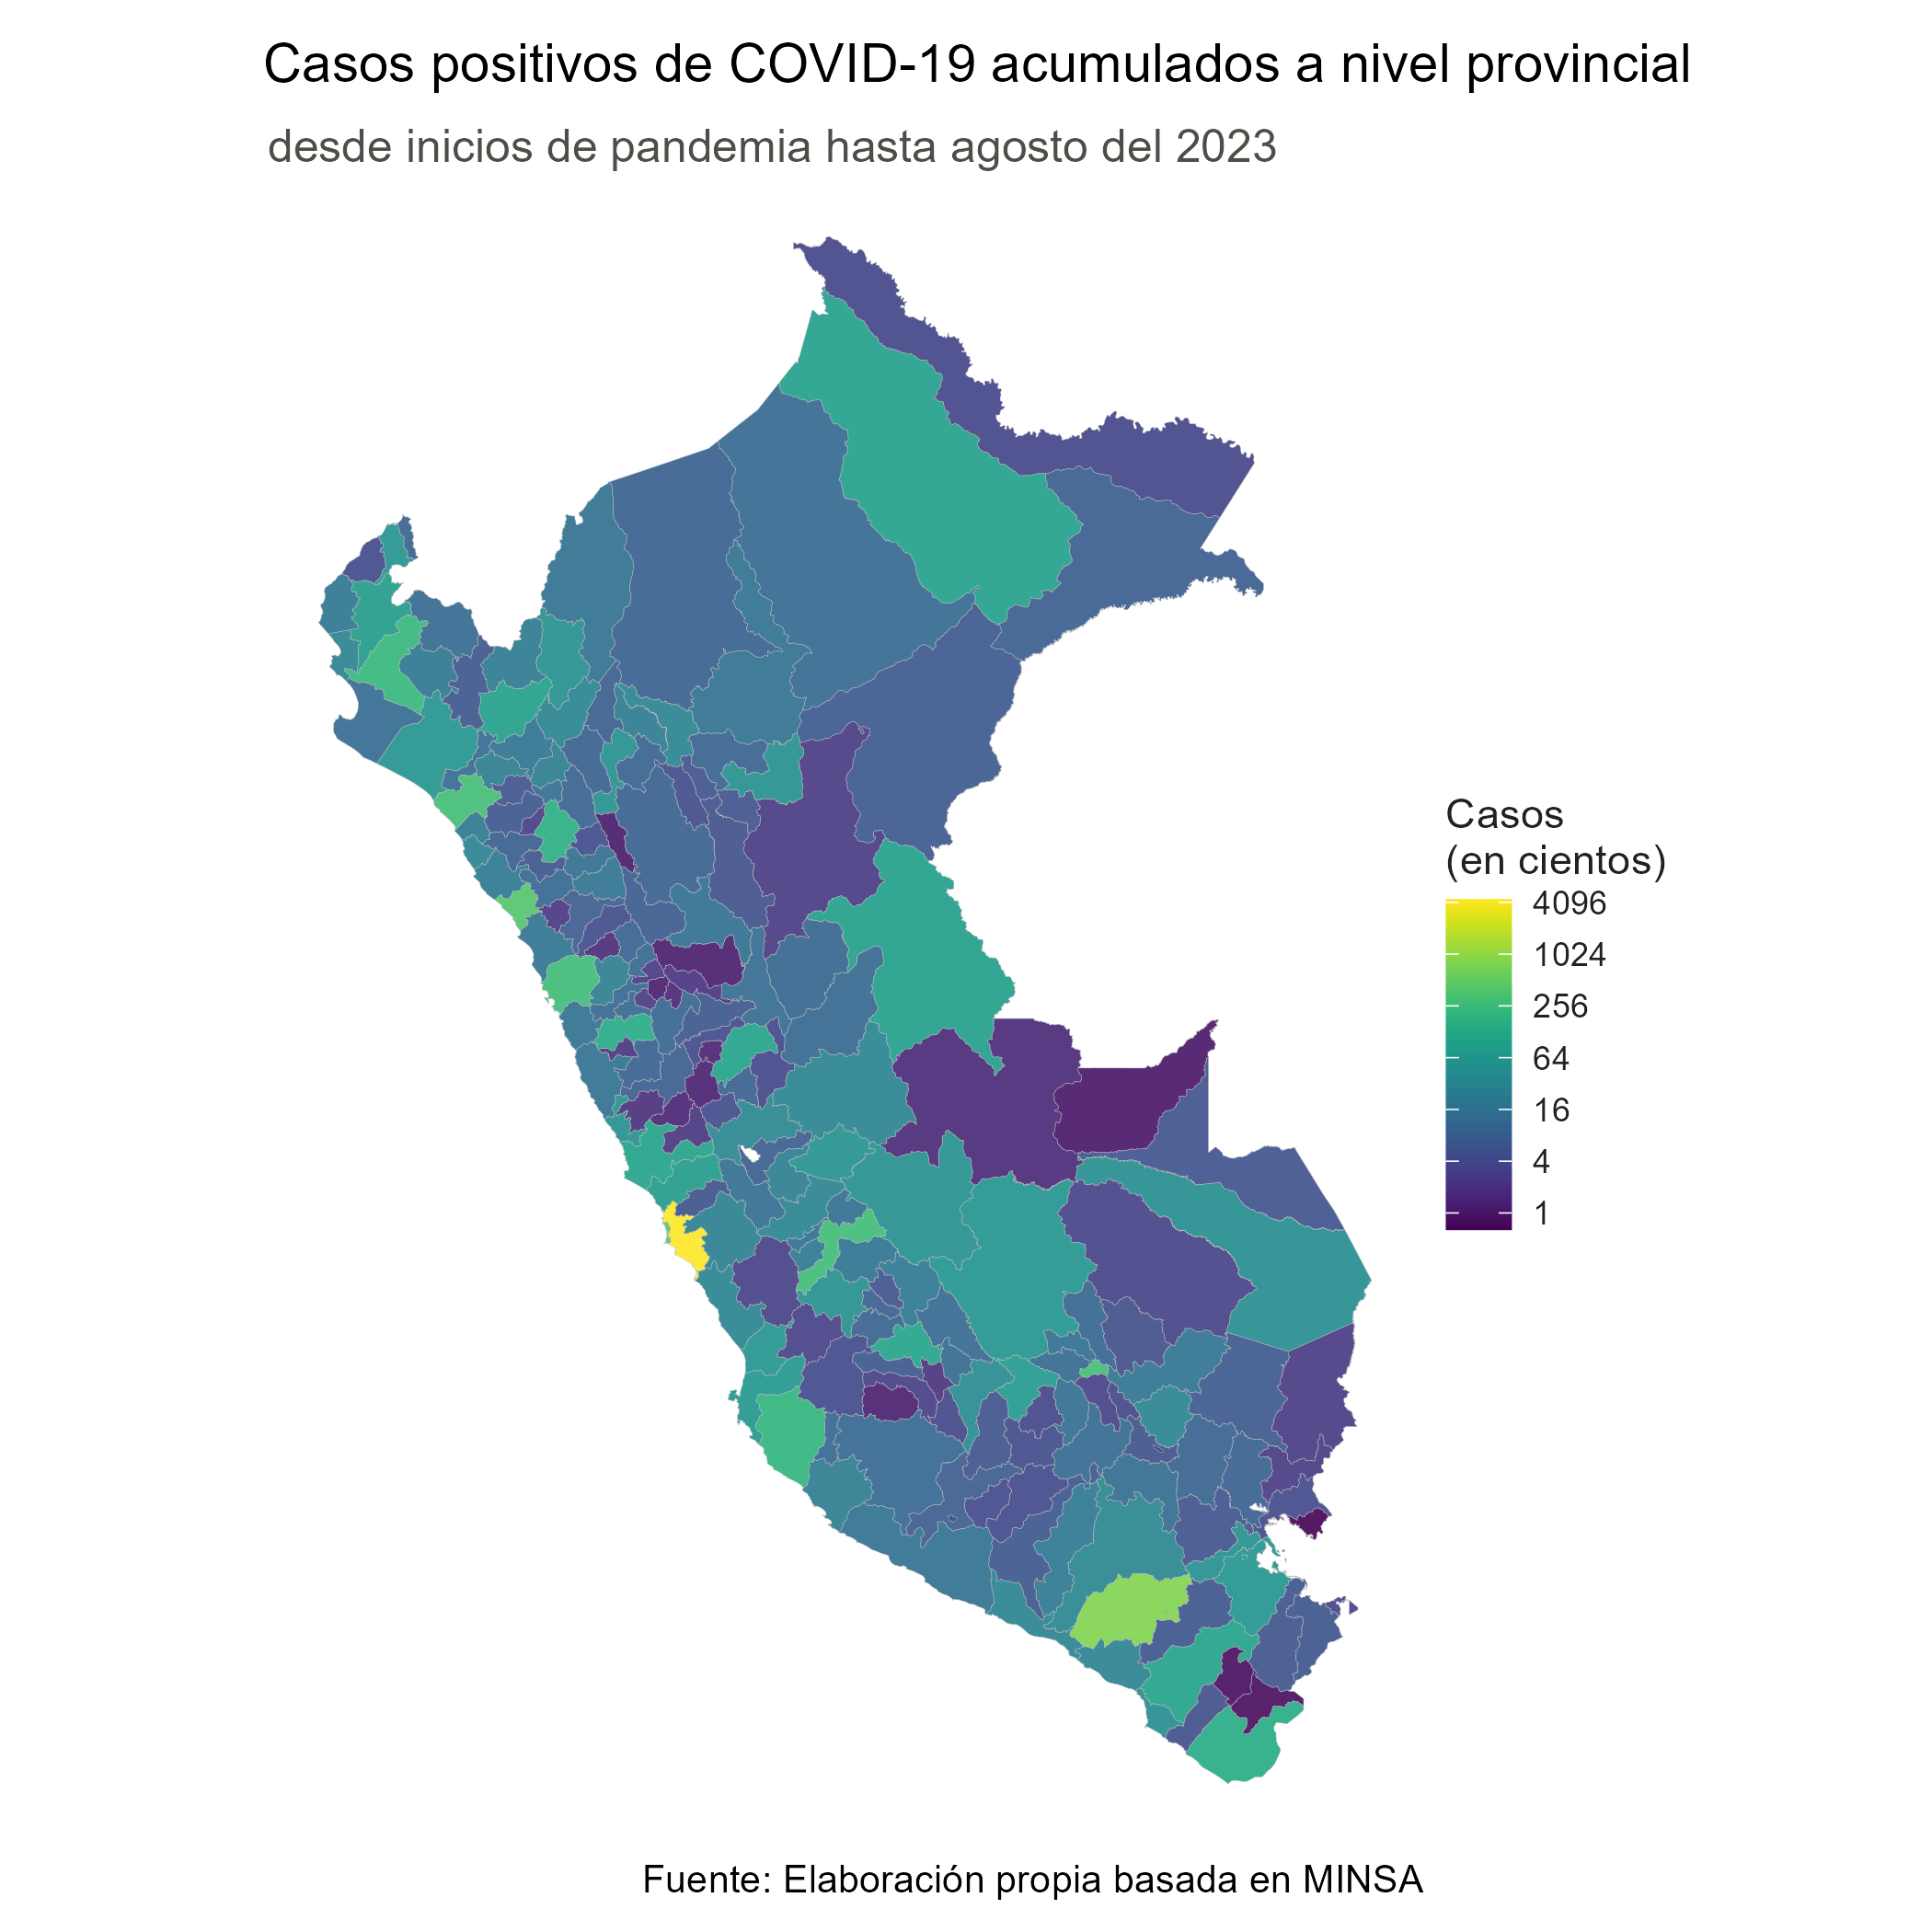 Casos positivos de COVID-19 acumulados a nivel provincial
desde inicios de pandemia hasta agosto del 2023
Casos
(en cientos)
4096
1024
256
64
16
4
1
Fuente: Elaboración propia basada en MINSA